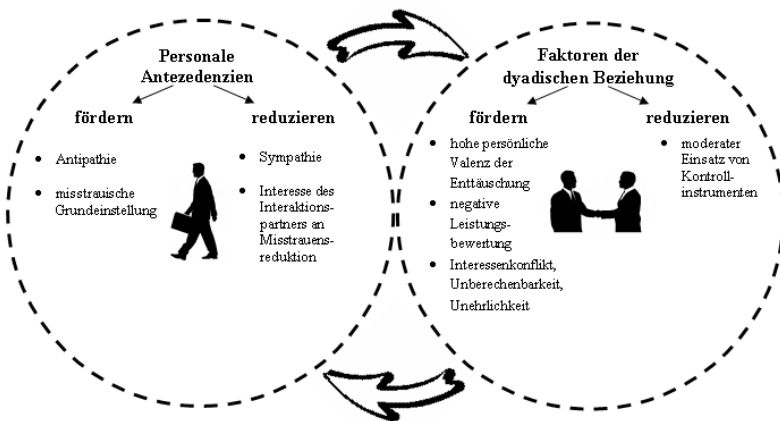 Personale
Antezedenzien
fördern
reduzieren
• Antipathie
• misstrauische
Grundeinstellung
• Sympathie
• Interesse des
Interaktions-
partners an
Misstrauens-
reduktion
Faktoren der
dyadischen Beziehung
fördern
reduzieren
• hohe persönliche
Valenz der
Enttäuschung
• negative
Leistungs-
bewertung
• Interessenkonflikt,
Unberechenbarkeit,
Unehrlichkeit
• moderater
Einsatz von
Kontroll-
instrumenten